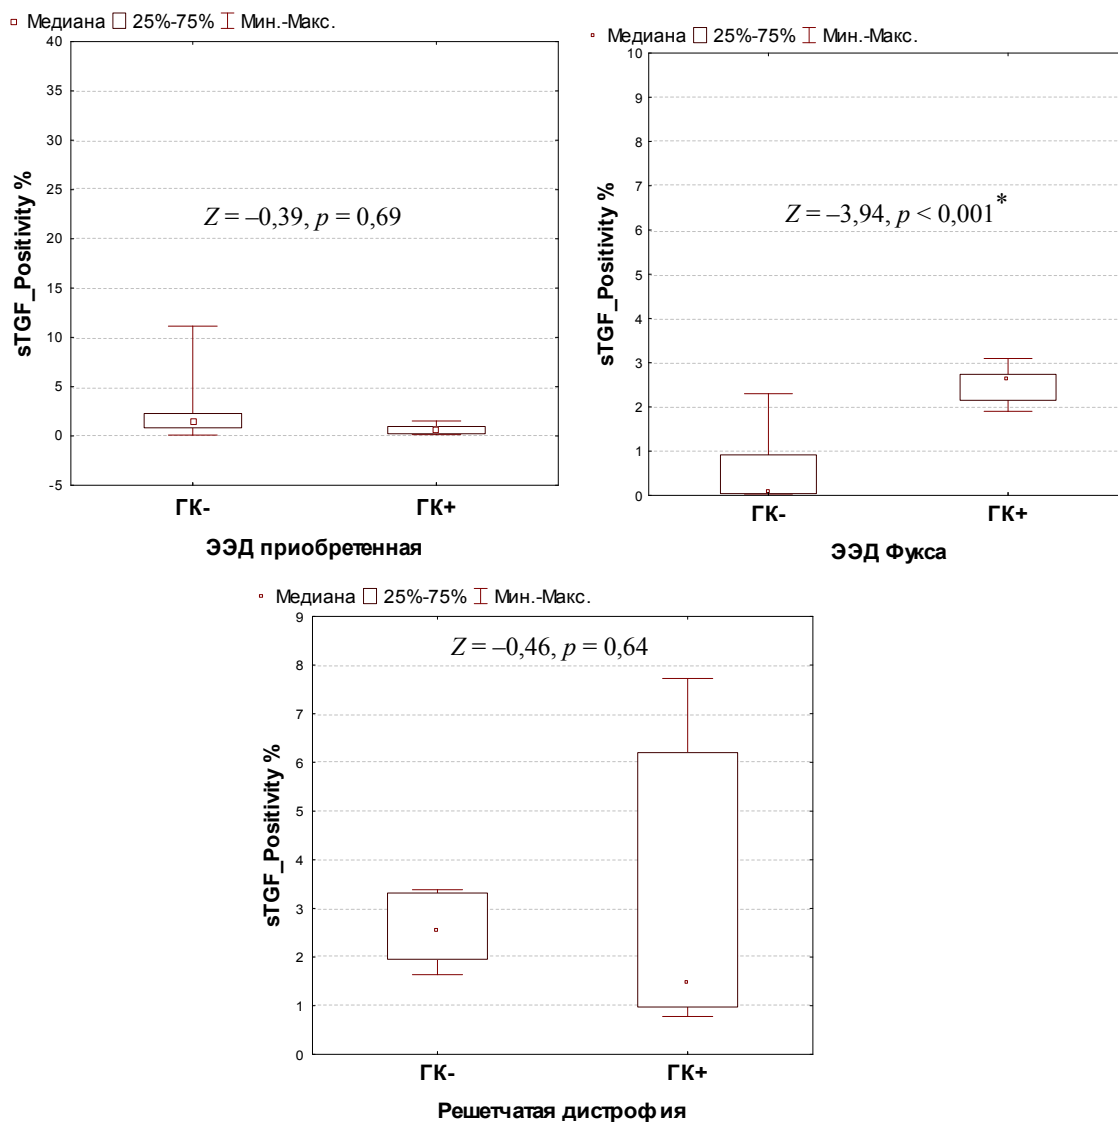 Медиана 25%-75% Мин.-Макс.
40
35
30
25
20
15
10
5
0
-5
sTGF_Positivity %
Z = –0,39, p = 0,69
ГК- ГК+
ЭЭД приобретенная
Медиана 25%-75% Мин.-Макс.
10
9
8
7
6
5
4
3
2
1
0
sTGF_Positivity %
Z = –3,94, p < 0,001*
ГК- ГК+
ЭЭД Фукса
Медиана 25%-75% Мин.-Макс.
9
8
7
6
5
4
3
2
1
0
sTGF_Positivity %
Z = –0,46, p = 0,64
ГК- ГК+
Решетчатая дистрофия